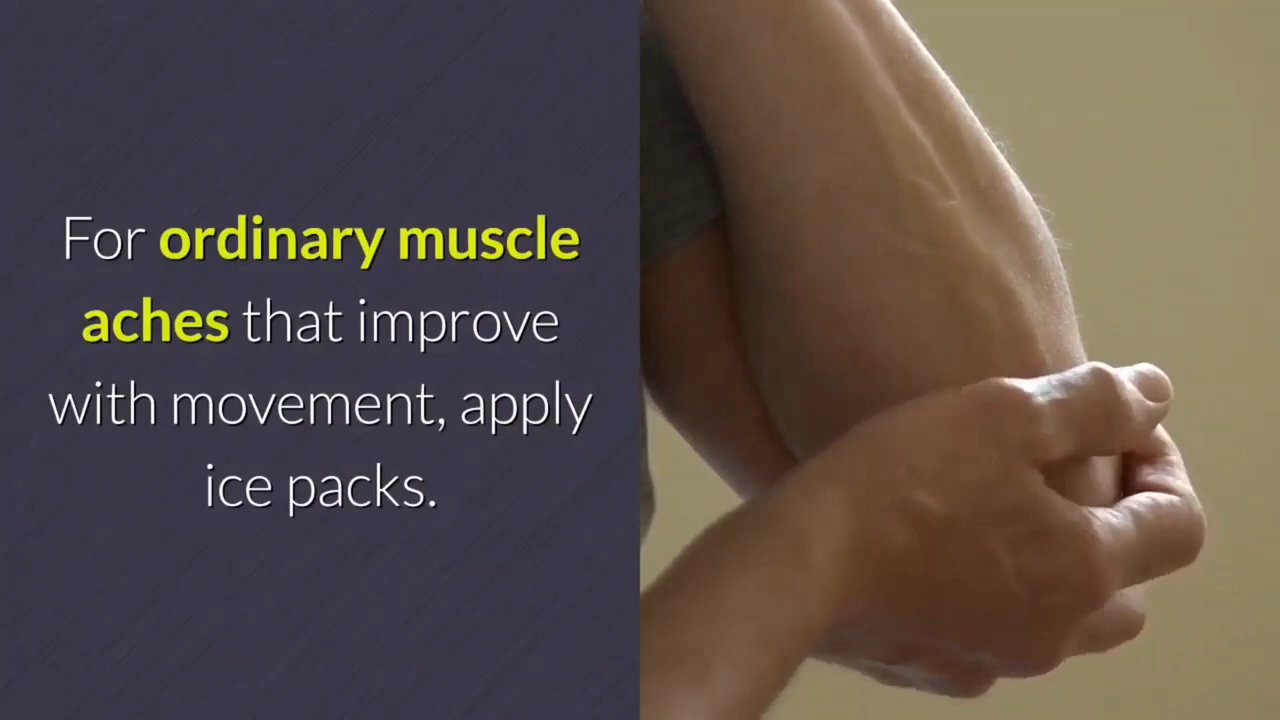 For ordinary muscle
aches that improve
with movement, apply
ice packs.